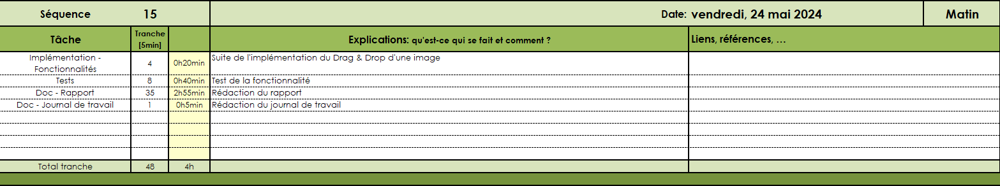 Séquence 15 Date: vendredi, 24 mai 2024 Matin
Tâche Tranche [5min] Explications: qu'est-ce qui se fait et comment ? Liens, références, ...
Implémentation - Fonctionnalités 4 0h20min Suite de l'implémentation du Drag & Drop d'une image
Tests 8 0h40min Test de la fonctionnalité
Doc - Rapport 35 2h55min Rédaction du rapport
Doc - Journal de travail 1 0h5min Rédaction du journal de travail
Total tranche 48 4h